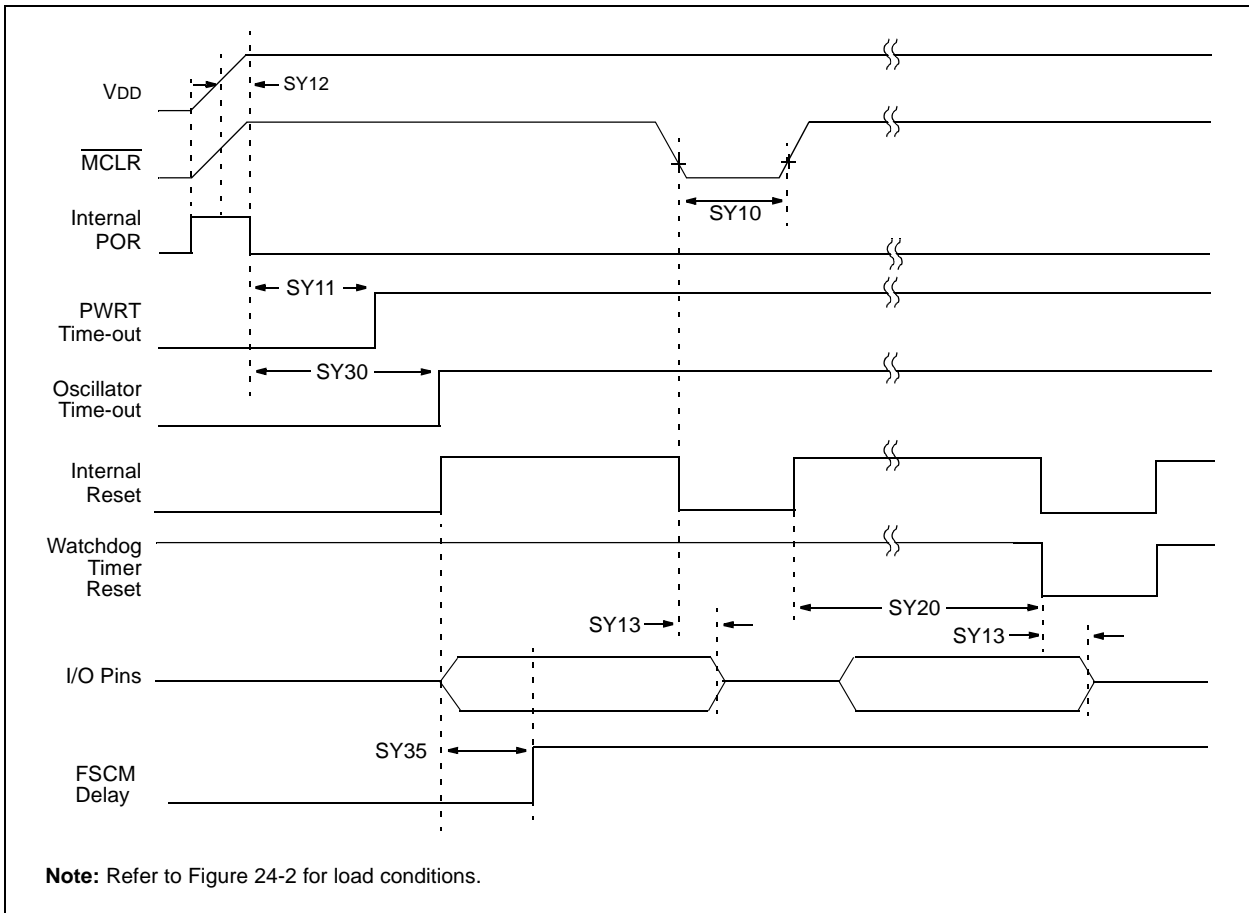 VDD
SY12
MCLR
SY10
Internal
POR
SY11
PWRT
Time-out
SY30
Oscillator
Time-out
Internal
Reset
Watchdog
Timer
Reset
SY20
SY13
SY13
I/O Pins
SY35
FSCM
Delay
Note: Refer to Figure 24-2 for load conditions.